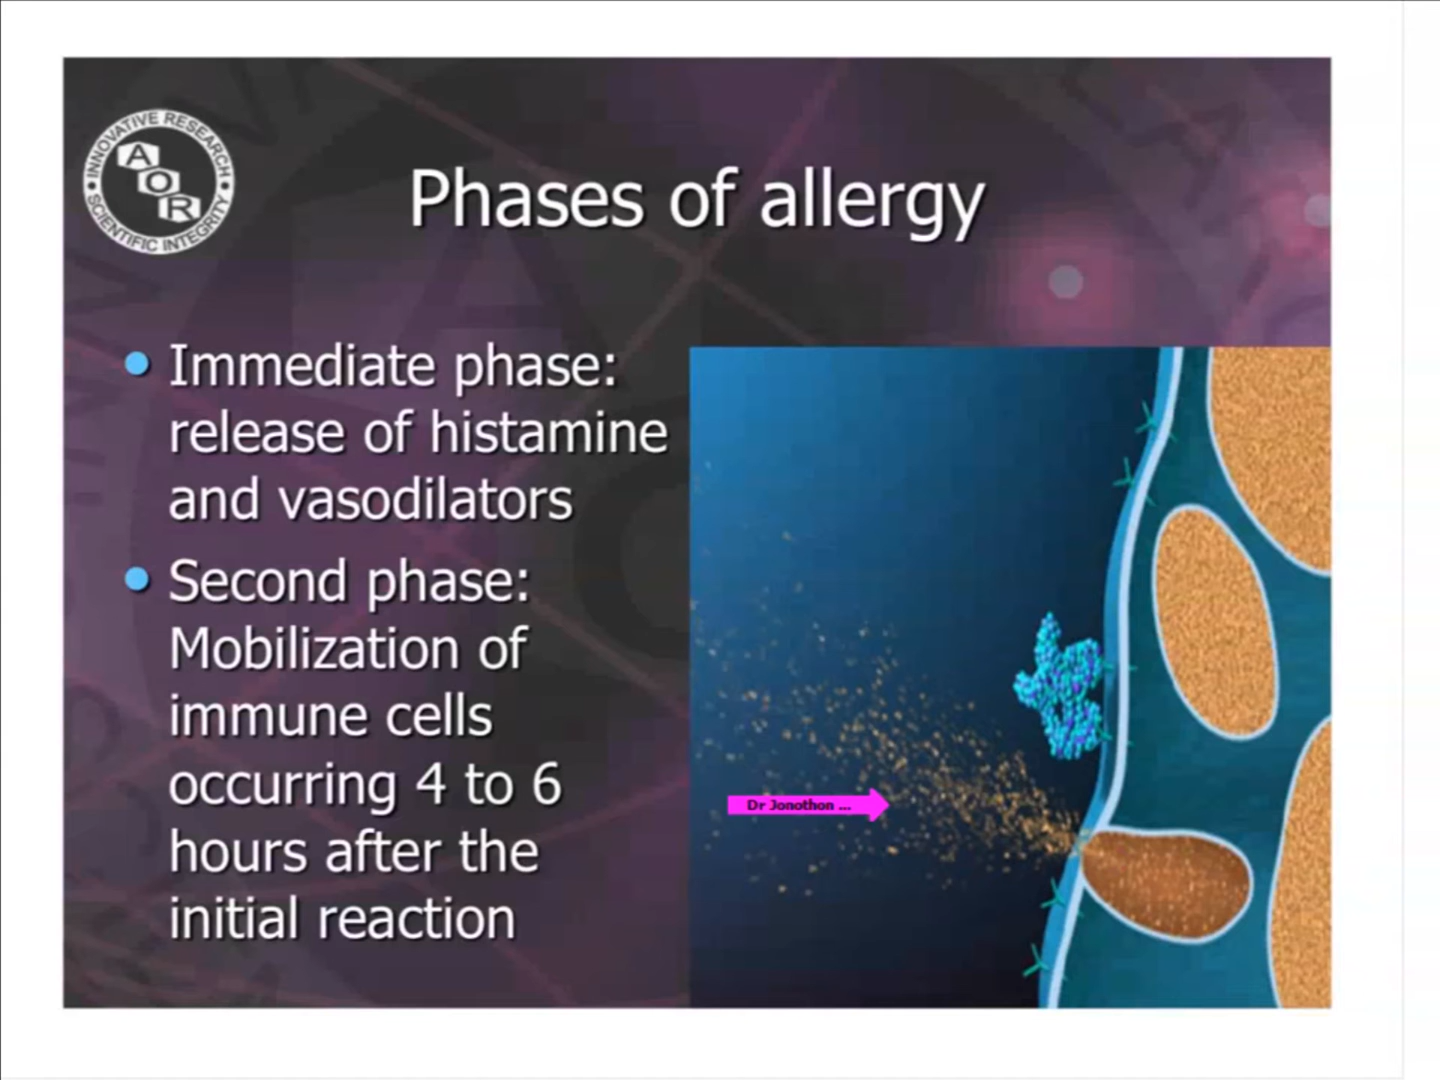 INNOVATIVE RESEARCH
AOR
SCIENTIFIC INTEGRITY
Phases of allergy
Immediate phase:
release of histamine
and vasodilators
Second phase:
Mobilization of
immune cells
occurring 4 to 6
hours after the
initial reaction
Dr Jonothon ...